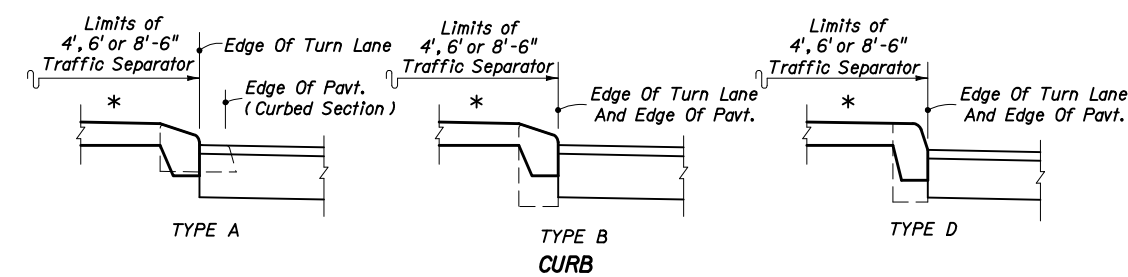 Limits of
4', 6' or 8'-6"
Traffic Separator
Edge Of Turn Lane
Edge Of Pavt.
(Curbed Section)
*
TYPE A
Limits of
4', 6' or 8'-6"
Traffic Separator
Edge Of Turn Lane
And Edge Of Pavt.
*
TYPE B
Limits of
4', 6' or 8'-6"
Traffic Separator
Edge Of Turn Lane
And Edge Of Pavt.
*
TYPE D
CURB